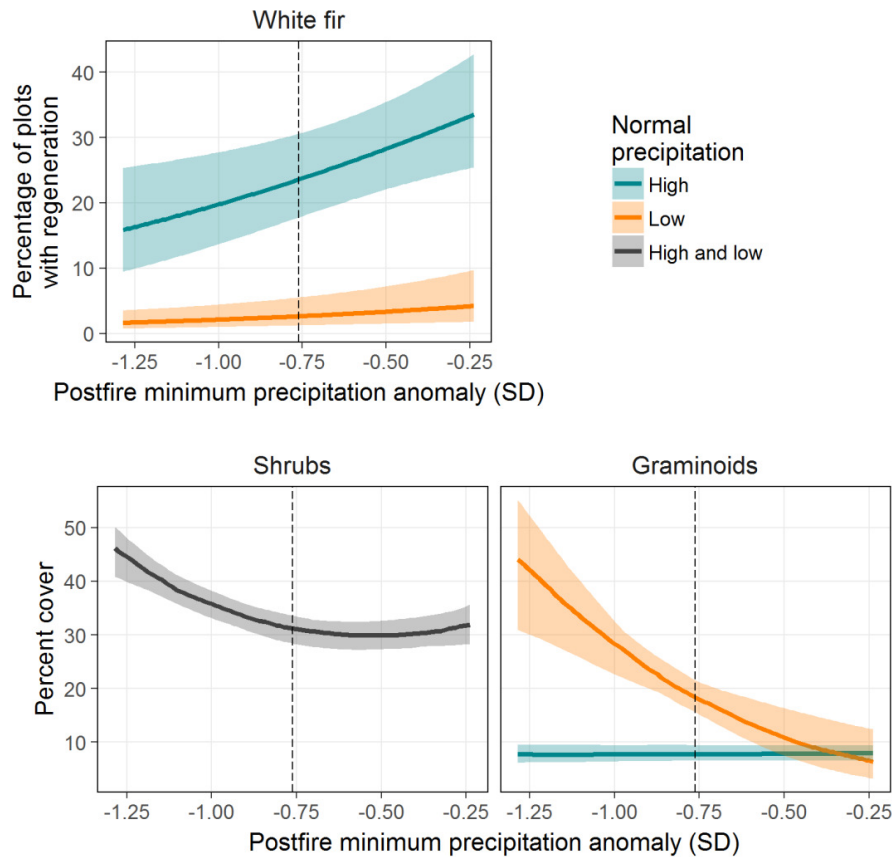 White fir
Percentage of plots
with regeneration
40
30
20
10
0
-1.25 -1.00 -0.75 -0.50 -0.25
Postfire minimum precipitation anomaly (SD)
Normal
precipitation
High
Low
High and low
Shrubs
Graminoids
Percent cover
50
40
30
20
10
-1.25 -1.00 -0.75 -0.50 -0.25
-1.25 -1.00 -0.75 -0.50 -0.25
Postfire minimum precipitation anomaly (SD)